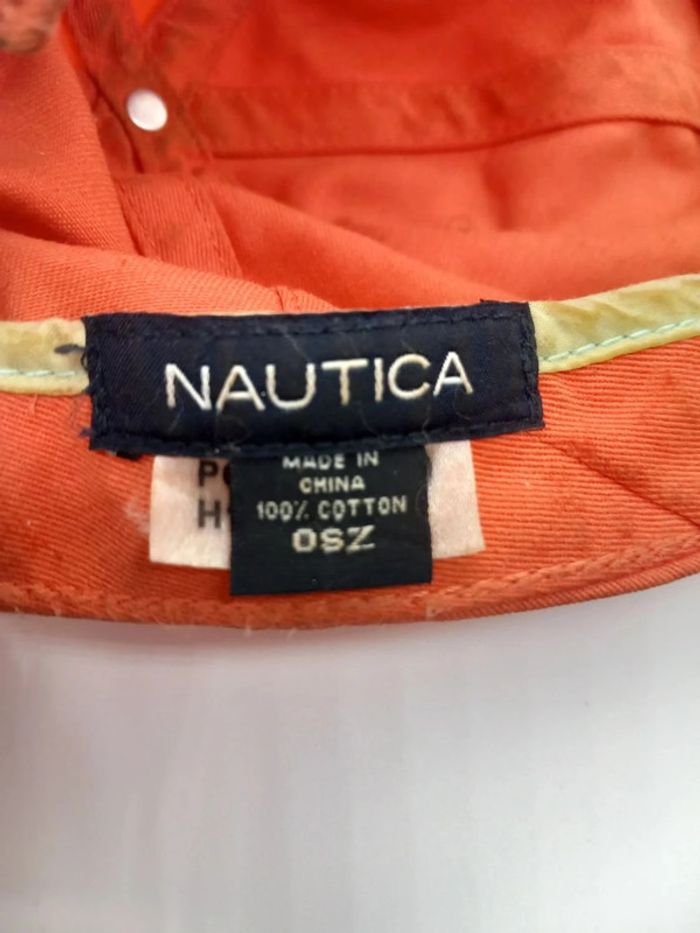 NAUTICA
MADE IN
CHINA
100% COTTON
OSZ